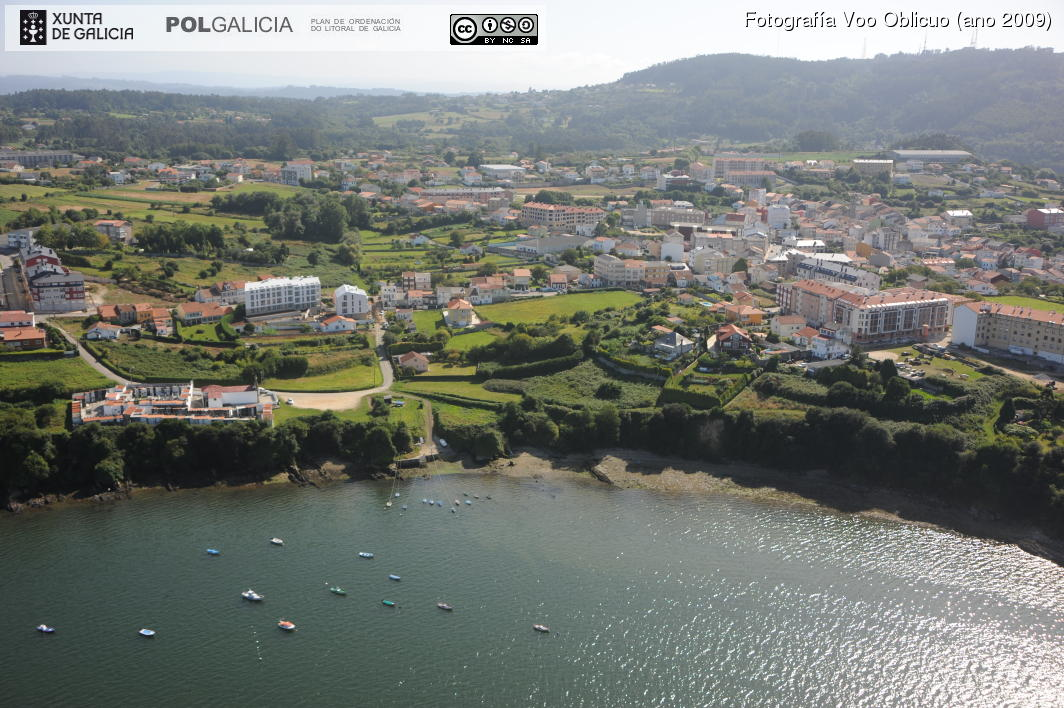 XUNTA
DE GALICIA
POLGALICIA
PLAN DE ORDENACIÓN
DO LITORAL DE GALICIA
cc
BY NC SA
Fotografía Voo Oblicuo (ano 2009)